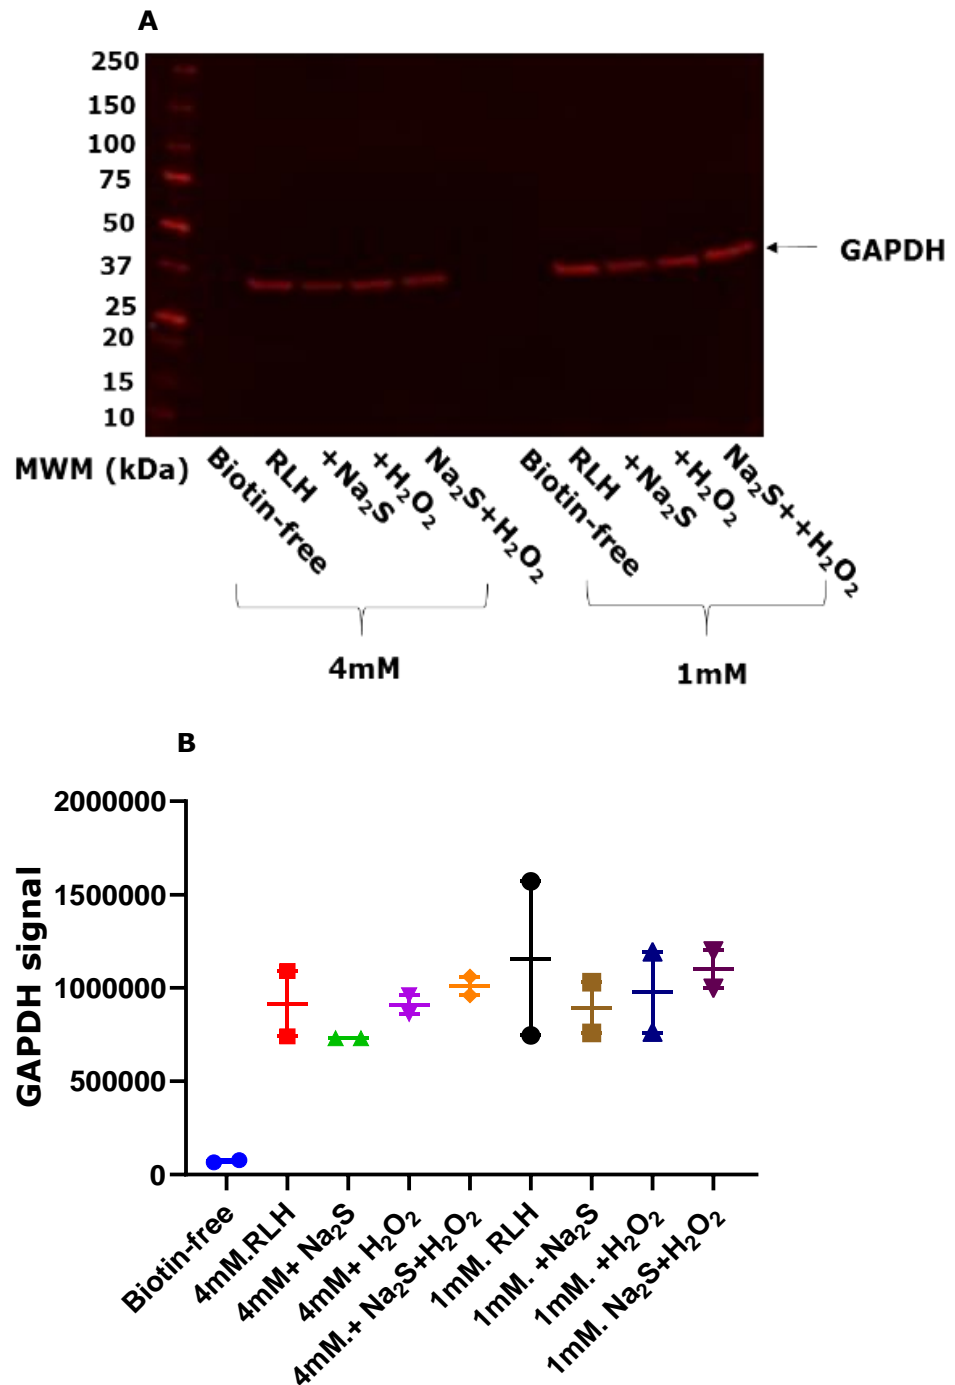 A
250
150
100
75
50
37
25
20
15
10
GAPDH
MWM (kDa)
Biotin-free
RLH
+Na₂S
+H₂O₂
Na₂S+H₂O₂
Biotin-free
RLH
+Na₂S
+H₂O₂
Na₂S++H₂O₂
4mM
1mM
B
GAPDH signal
2000000
1500000
1000000
500000
0
Biotin-free
4mM.RLH
4mM+ Na₂S
4mM+ H₂O₂
4mM.+ Na₂S+H₂O₂
1mM. RLH
1mM. +Na₂S
1mM. +H₂O₂
1mM. Na₂S+H₂O₂